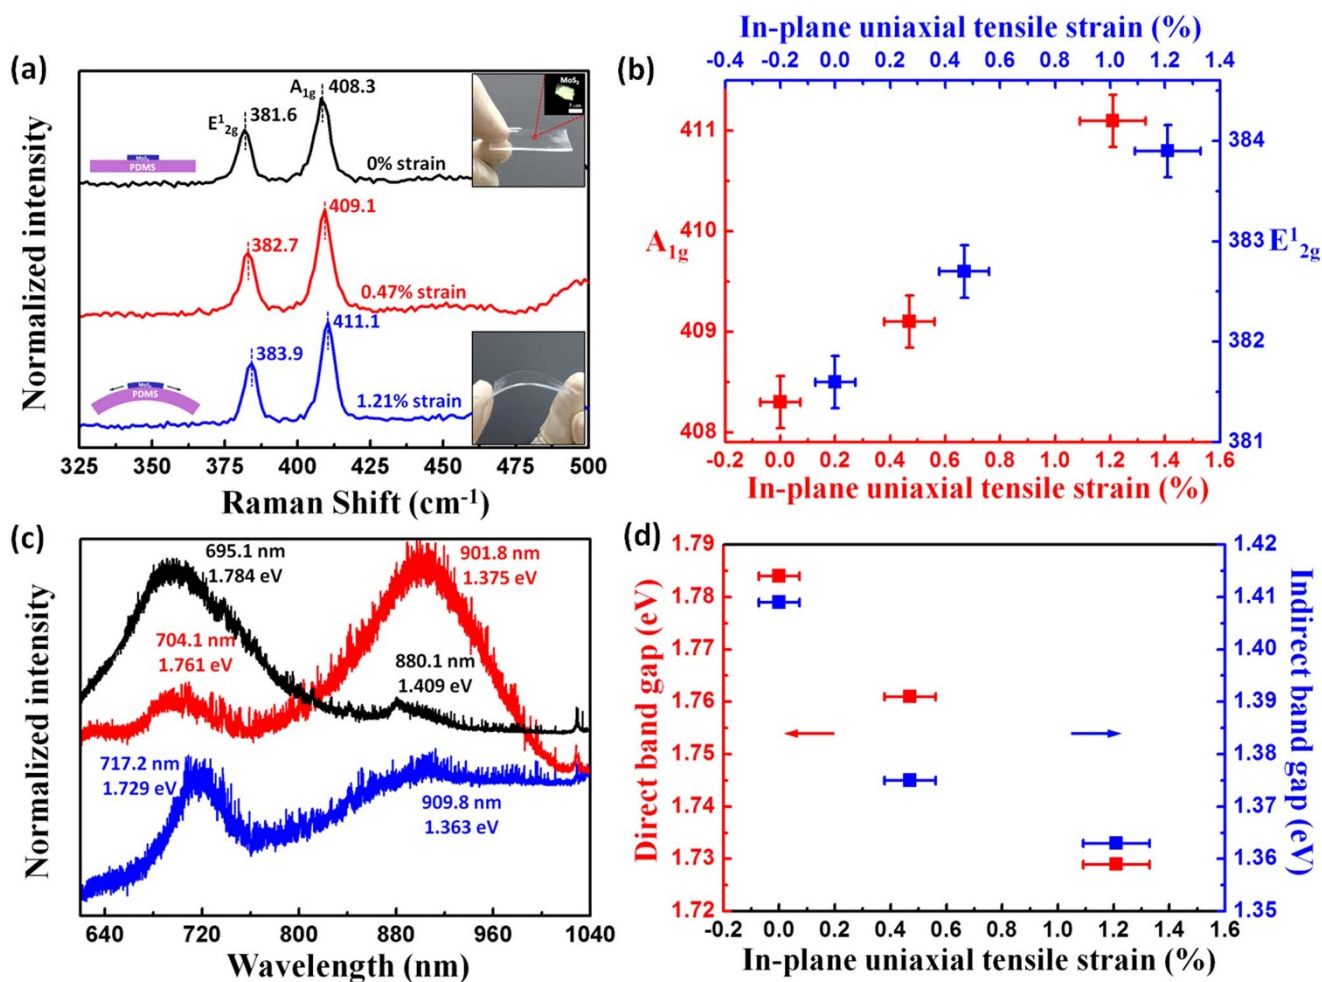 (a)
Normalized intensity
E¹₂g
381.6
A₁g
408.3
0% strain
MoS₂
PDMS
MoS₂
382.7
409.1
0.47% strain
383.9
411.1
1.21% strain
MoS₂
PDMS
325 350 375 400 425 450 475 500
Raman Shift (cm⁻¹)
(b)
In-plane uniaxial tensile strain (%)
-0.4 -0.2 0.0 0.2 0.4 0.6 0.8 1.0 1.2 1.4
411
410
409
408
A₁g
384
383
382
381
E¹₂g
-0.2 0.0 0.2 0.4 0.6 0.8 1.0 1.2 1.4 1.6
In-plane uniaxial tensile strain (%)
(c)
Normalized intensity
695.1 nm
1.784 eV
901.8 nm
1.375 eV
704.1 nm
1.761 eV
880.1 nm
1.409 eV
717.2 nm
1.729 eV
909.8 nm
1.363 eV
640 720 800 880 960 1040
Wavelength (nm)
(d)
Direct band gap (eV)
1.79
1.78
1.77
1.76
1.75
1.74
1.73
1.72
1.42
1.41
1.40
1.39
1.38
1.37
1.36
1.35
Indirect band gap (eV)
-0.2 0.0 0.2 0.4 0.6 0.8 1.0 1.2 1.4 1.6
In-plane uniaxial tensile strain (%)